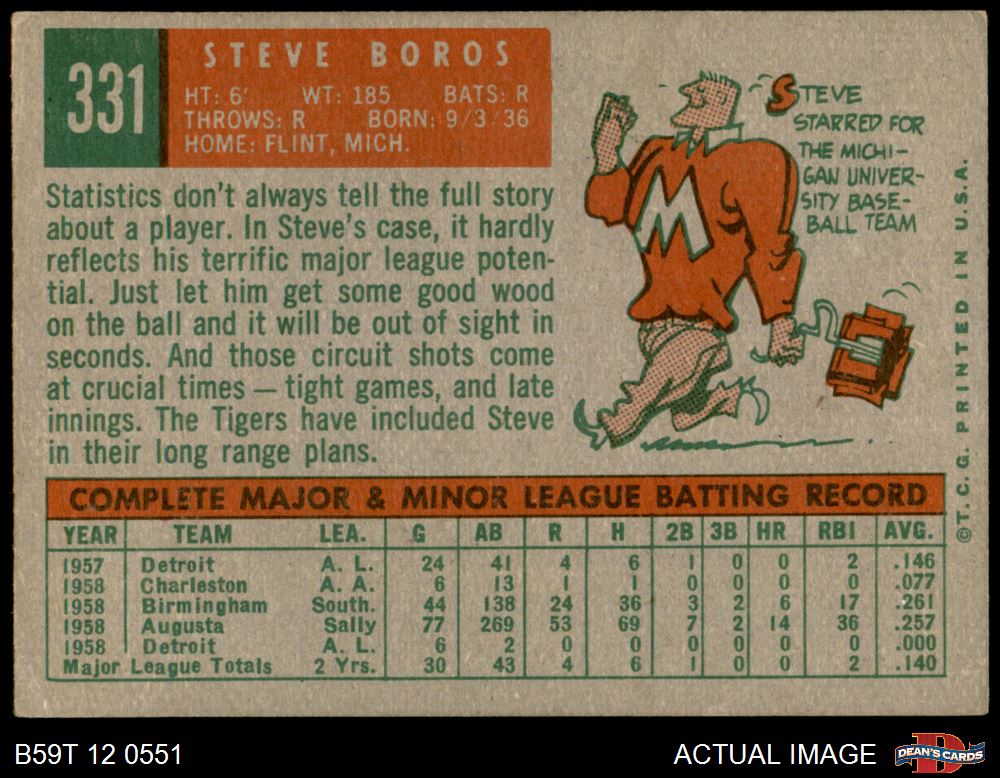 331
STEVE BOROS
HT: 6' WT: 185 BATS: R
THROWS: R BORN: 9/3/36
HOME: FLINT, MICH.
Statistics don't always tell the full story
about a player. In Steve's case, it hardly
reflects his terrific major league poten-
tial. Just let him get some good wood
on the ball and it will be out of sight in
seconds. And those circuit shots come
at crucial times — tight games, and late
innings. The Tigers have included Steve
in their long range plans.
STEVE
STARRED FOR
THE MICHI-
GAN UNIVER-
SITY BASE-
BALL TEAM
M
©T.C.G. PRINTED IN U.S.A.
COMPLETE MAJOR & MINOR LEAGUE BATTING RECORD
YEAR TEAM LEA. G AB R H 2B 3B HR RBI AVG.
1957 Detroit A. L. 24 41 4 6 1 0 0 2 .146
1958 Charleston A. A. 6 13 1 1 0 0 0 0 .077
1958 Birmingham South. 44 138 24 36 3 2 6 17 .261
1958 Augusta Sally 77 269 53 69 7 2 14 36 .257
1958 Detroit A. L. 6 2 0 0 0 0 0 0 .000
Major League Totals 2 Yrs. 30 43 4 6 1 0 0 2 .140
B59T 12 0551
ACTUAL IMAGE
DEAN'S CARDS